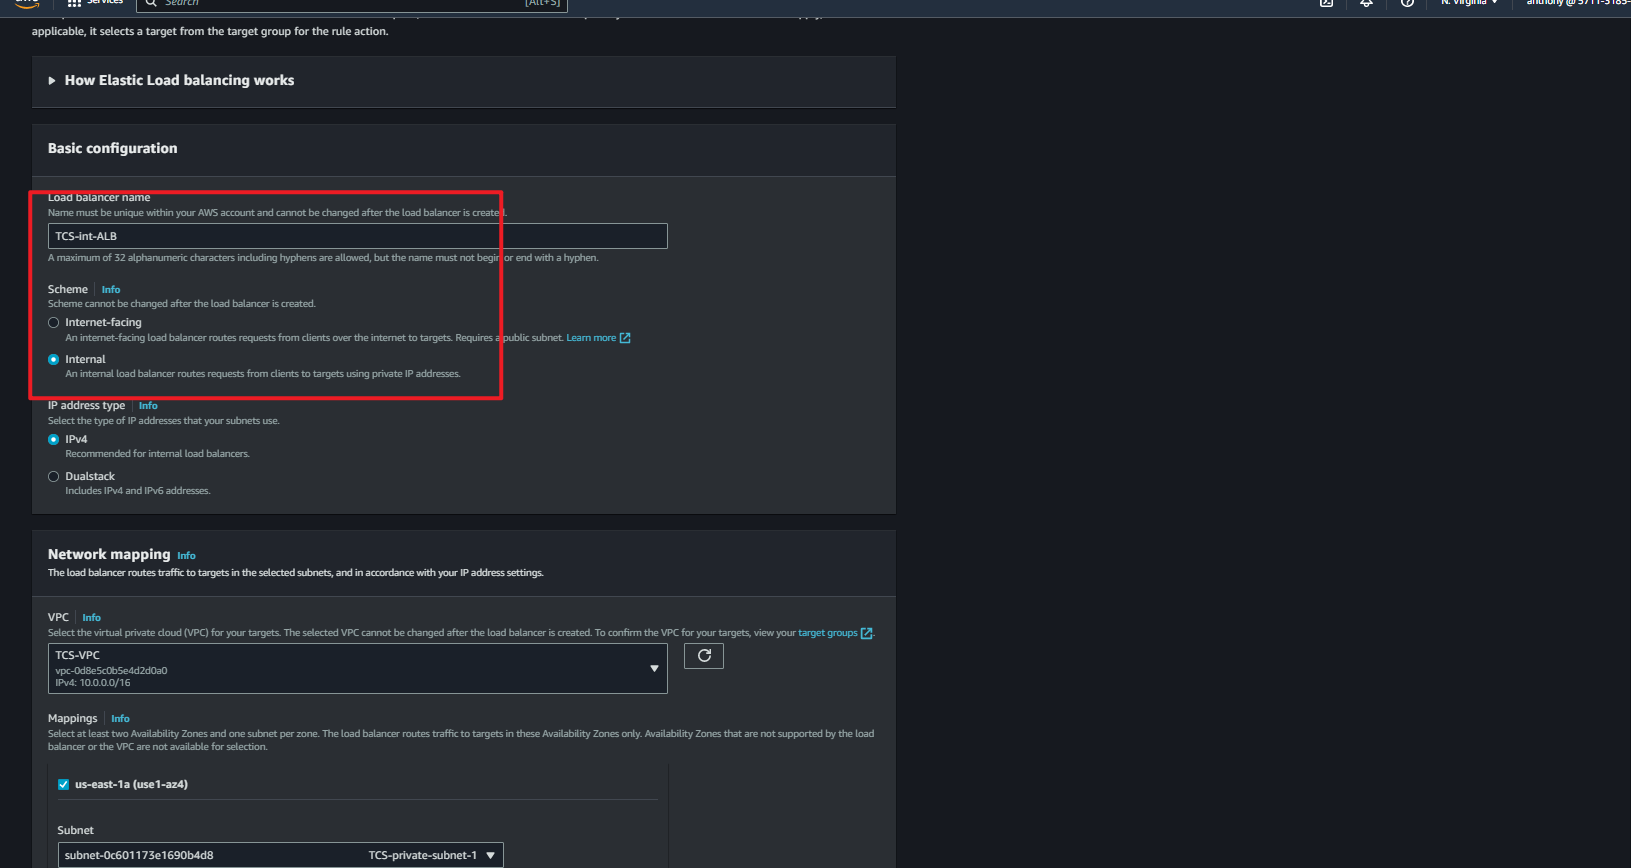 Services
Search
[Alt+S]
N. Virginia
applicable, it selects a target from the target group for the rule action.
How Elastic Load balancing works
Basic configuration
Load balancer name
Name must be unique within your AWS account and cannot be changed after the load balancer is created.
TCS-int-ALB
A maximum of 32 alphanumeric characters including hyphens are allowed, but the name must not begin or end with a hyphen.
Scheme Info
Scheme cannot be changed after the load balancer is created.
Internet-facing
An internet-facing load balancer routes requests from clients over the internet to targets. Requires a public subnet. Learn more
Internal
An internal load balancer routes requests from clients to targets using private IP addresses.
IP address type Info
Select the type of IP addresses that your subnets use.
IPv4
Recommended for internal load balancers.
Dualstack
Includes IPv4 and IPv6 addresses.
Network mapping Info
The load balancer routes traffic to targets in the selected subnets, and in accordance with your IP address settings.
VPC Info
Select the virtual private cloud (VPC) for your targets. The selected VPC cannot be changed after the load balancer is created. To confirm the VPC for your targets, view your target groups.
TCS-VPC
vpc-0d8e5c0b5e4d2d0a0
IPv4: 10.0.0.0/16
Mappings Info
Select at least two Availability Zones and one subnet per zone. The load balancer routes traffic to targets in these Availability Zones only. Availability Zones that are not supported by the load
balancer or the VPC are not available for selection.
us-east-1a (use1-az4)
Subnet
subnet-0c601173e1690b4d8 TCS-private-subnet-1